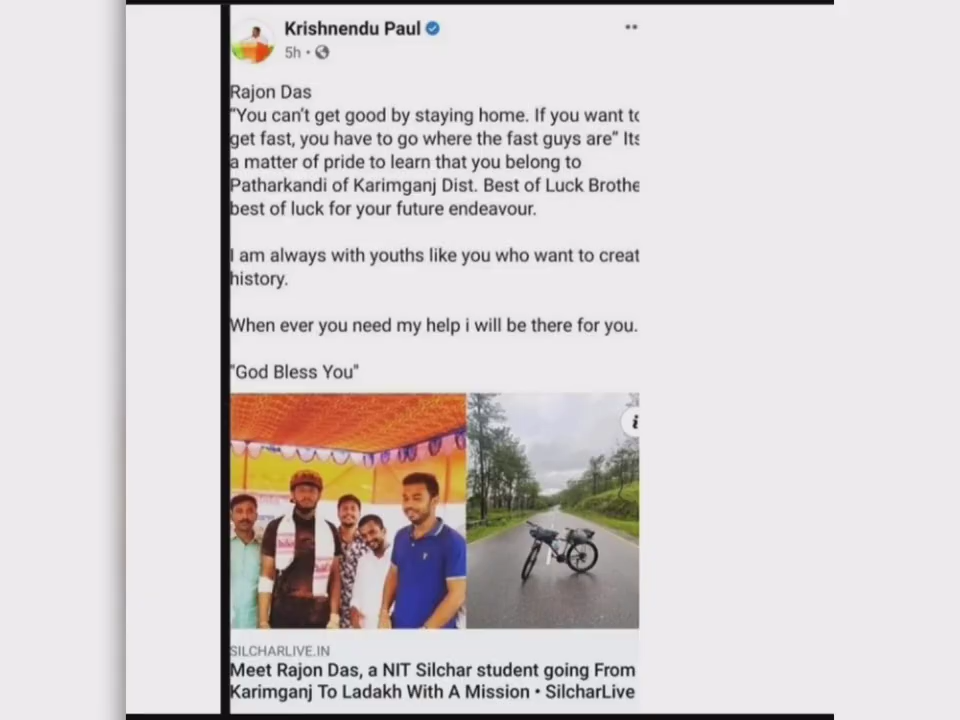 Krishnendu Paul
5h
Rajon Das
"You can't get good by staying home. If you want to
get fast, you have to go where the fast guys are" Its
a matter of pride to learn that you belong to
Patharkandi of Karimganj Dist. Best of Luck Brothe
best of luck for your future endeavour.
I am always with youths like you who want to creat
history.
When ever you need my help i will be there for you.
"God Bless You"
SILCHARLIVE.IN
Meet Rajon Das, a NIT Silchar student going From
Karimganj To Ladakh With A Mission • SilcharLive